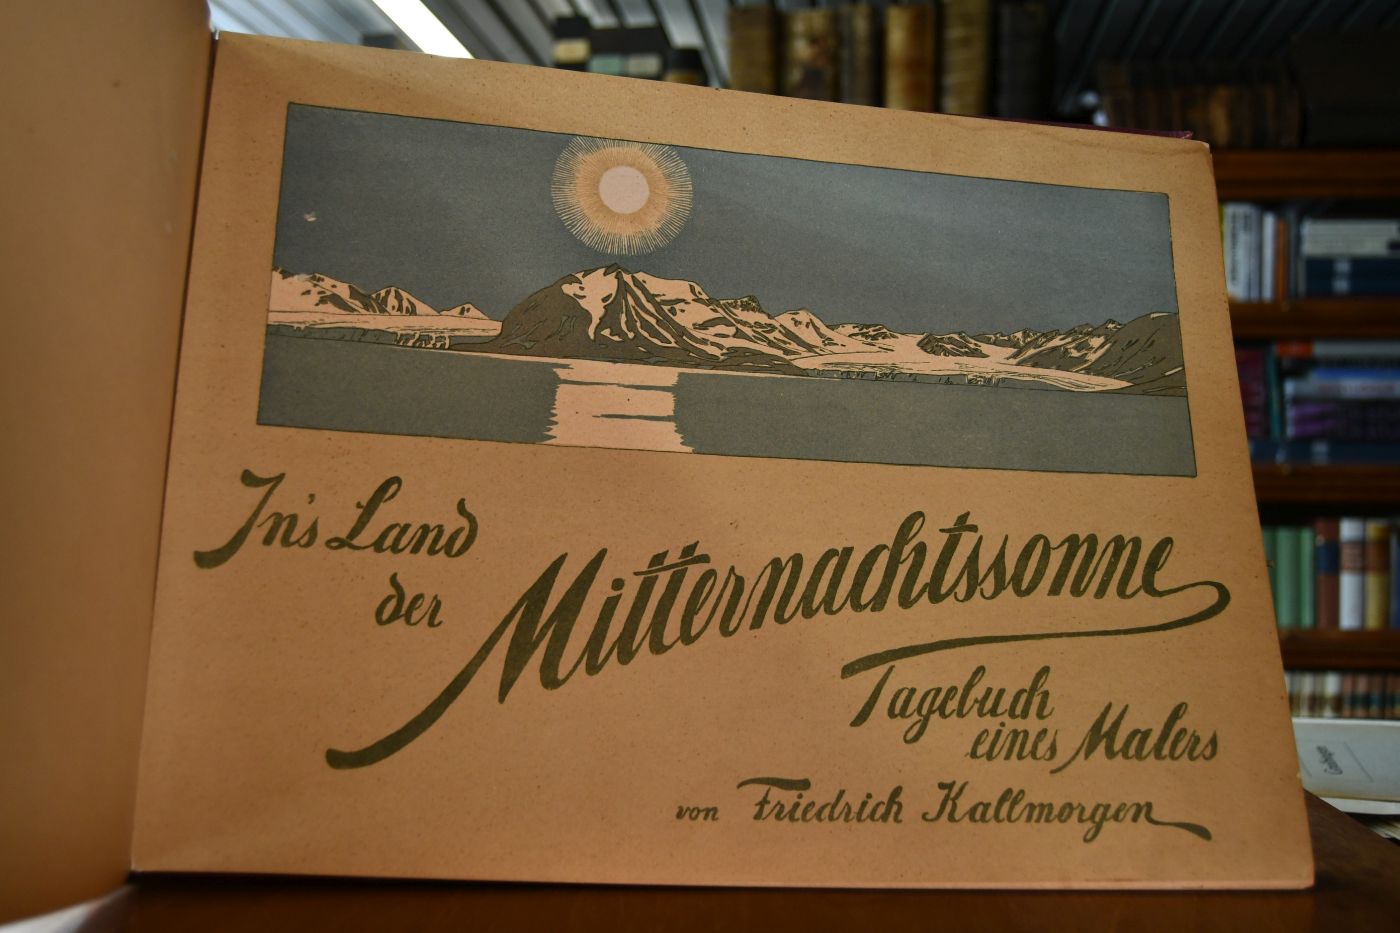 In's Land
der
Mitternachtssonne
Tagebuch
eines Malers
von Friedrich Kallmorgen